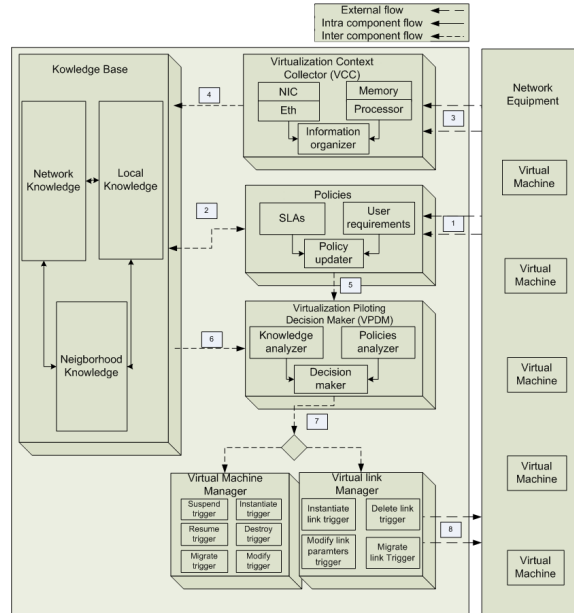 External flow
Intra component flow
Inter component flow
Kowledge Base
Network
Knowledge
Local
Knowledge
Neigborhood
Knowledge
4
2
6
Virtualization Context
Collector (VCC)
NIC
Eth
Memory
Processor
Information
organizer
3
Policies
SLAs
User
requirements
Policy
updater
1
5
Virtualization Piloting
Decision Maker (VPDM)
Knowledge
analyzer
Policies
analyzer
Decision
maker
7
Virtual Machine
Manager
Suspend
trigger
Instantiate
trigger
Resume
trigger
Destroy
trigger
Migrate
trigger
Modify
trigger
Virtual link
Manager
Instantiate
link trigger
Delete link
trigger
Modify link
paramters
trigger
Migrate
link Trigger
8
Network
Equipment
Virtual
Machine
Virtual
Machine
Virtual
Machine
Virtual
Machine
Virtual
Machine